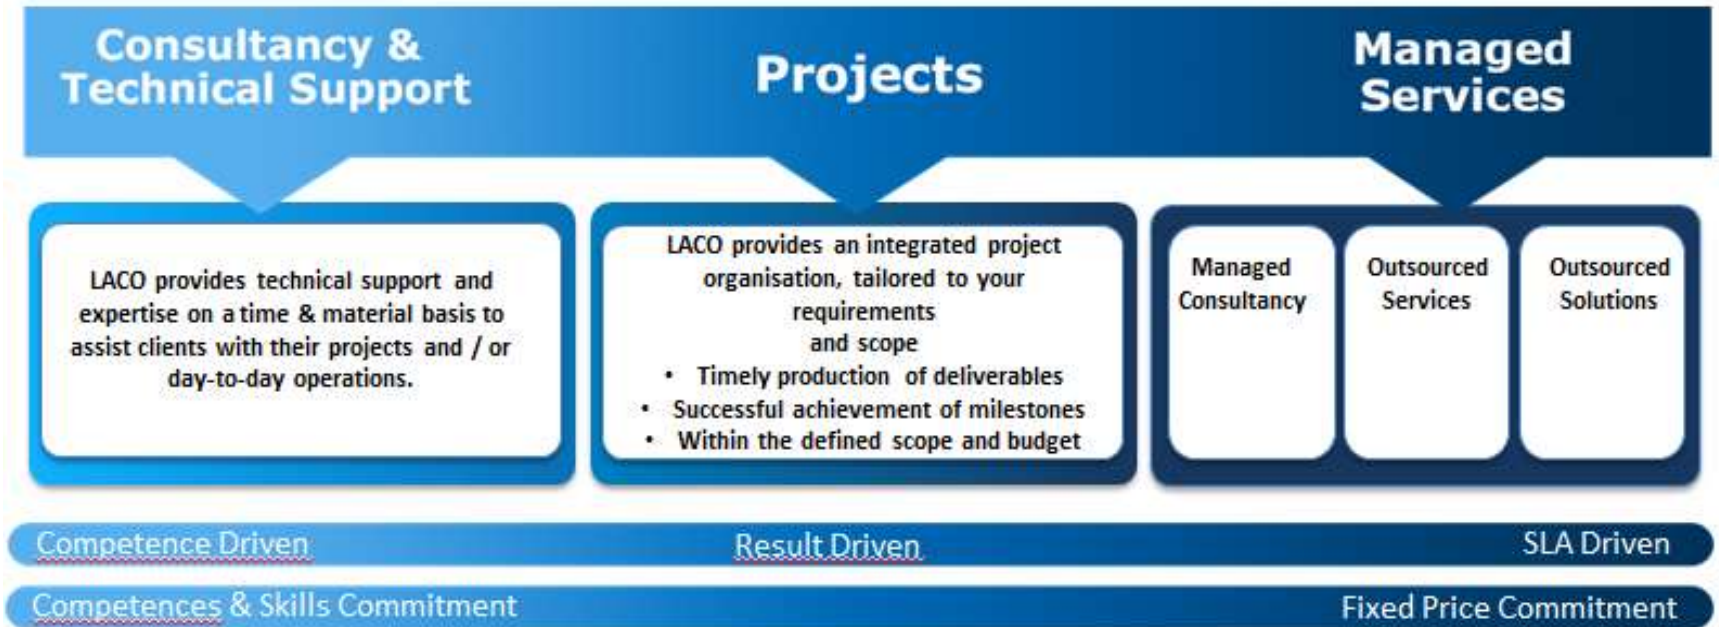 Consultancy &
Technical Support
Projects
Managed
Services
LACO provides technical support and
expertise on a time & material basis to
assist clients with their projects and / or
day-to-day operations.
LACO provides an integrated project
organisation, tailored to your
requirements
and scope
• Timely production of deliverables
• Successful achievement of milestones
• Within the defined scope and budget
Managed
Consultancy
Outsourced
Services
Outsourced
Solutions
Competence Driven
Result Driven
SLA Driven
Competences & Skills Commitment
Fixed Price Commitment